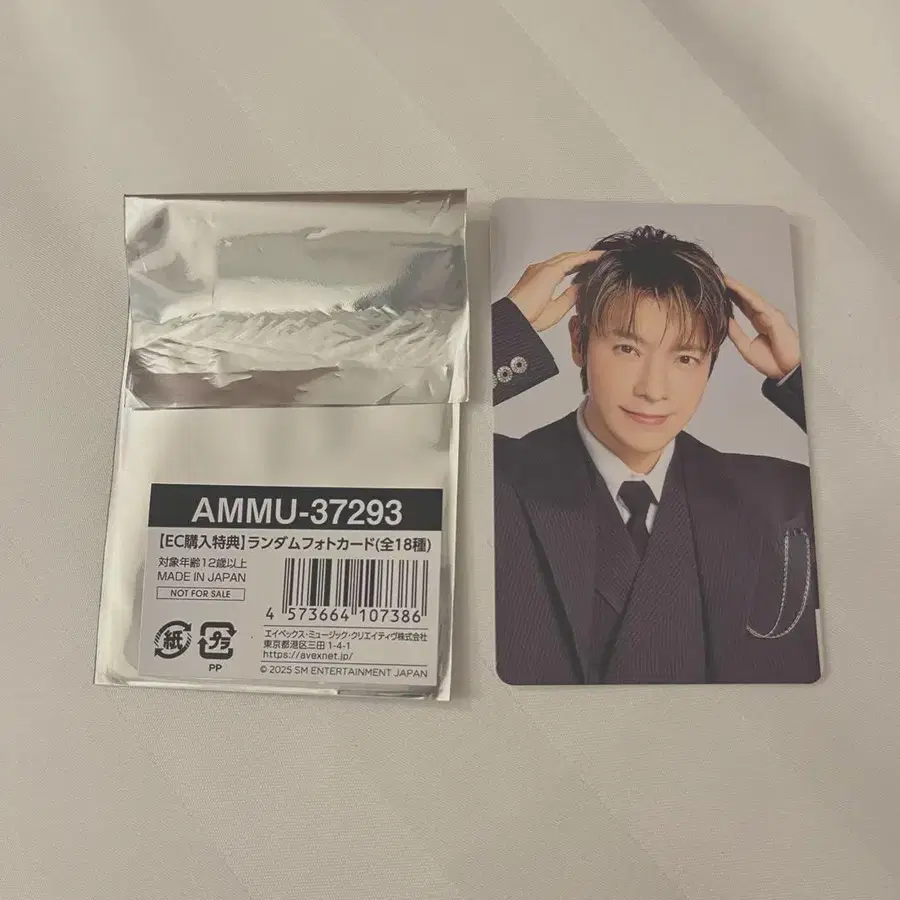 AMMU-37293
【EC購入特典】ランダムフォトカード(全18種)
対象年齢12歳以上
MADE IN JAPAN
NOT FOR SALE
4 573664 107386
エイベックス・ミュージック・クリエイティヴ株式会社
東京都港区三田 1-4-1
https://avexnet.jp/
© 2025 SM ENTERTAINMENT JAPAN
紙
プラ
PP